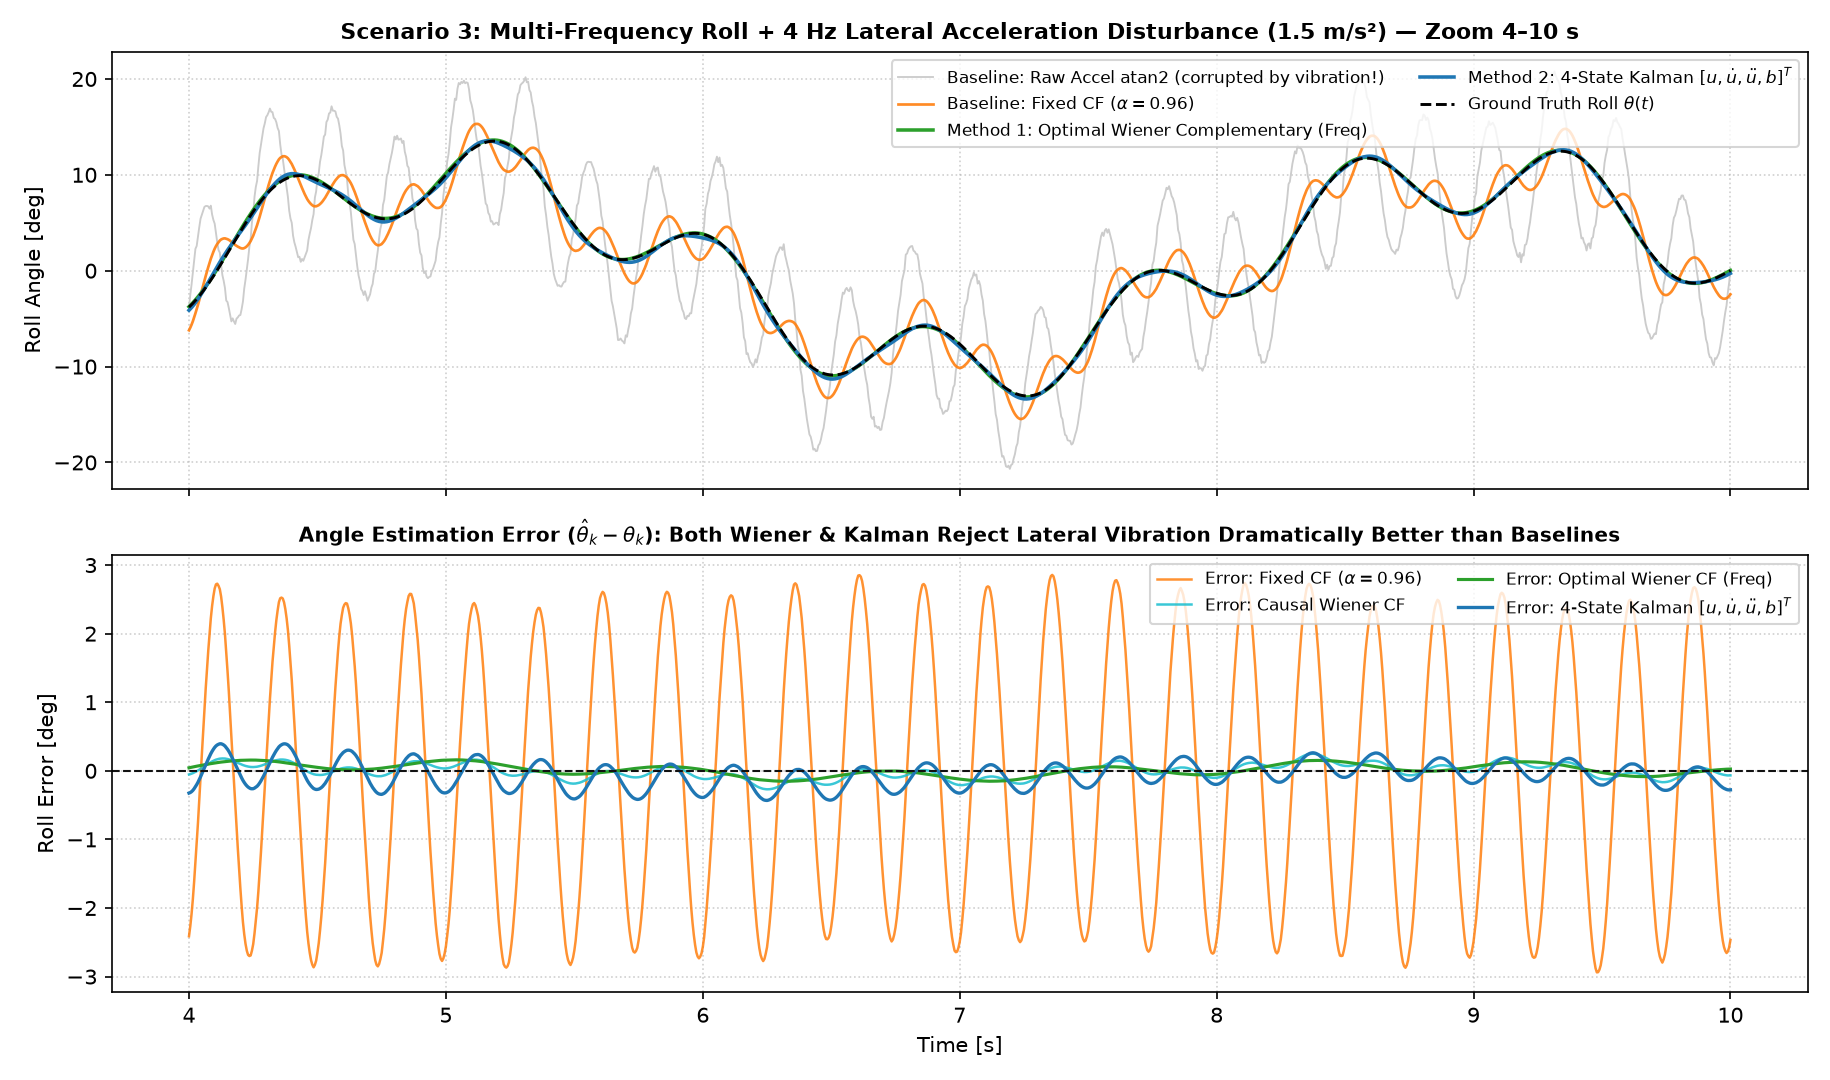 Scenario 3: Multi-Frequency Roll + 4 Hz Lateral Acceleration Disturbance (1.5 m/s²) — Zoom 4–10 s
Roll Angle [deg]
20
10
0
−10
−20
Baseline: Raw Accel atan2 (corrupted by vibration!)
Baseline: Fixed CF (α = 0.96)
Method 1: Optimal Wiener Complementary (Freq)
Method 2: 4-State Kalman [u, u̇, ü, b]ᵀ
Ground Truth Roll θ(t)
Angle Estimation Error (θ̂ₖ − θₖ): Both Wiener & Kalman Reject Lateral Vibration Dramatically Better than Baselines
Roll Error [deg]
3
2
1
0
−1
−2
−3
Error: Fixed CF (α = 0.96)
Error: Causal Wiener CF
Error: Optimal Wiener CF (Freq)
Error: 4-State Kalman [u, u̇, ü, b]ᵀ
4 5 6 7 8 9 10
Time [s]